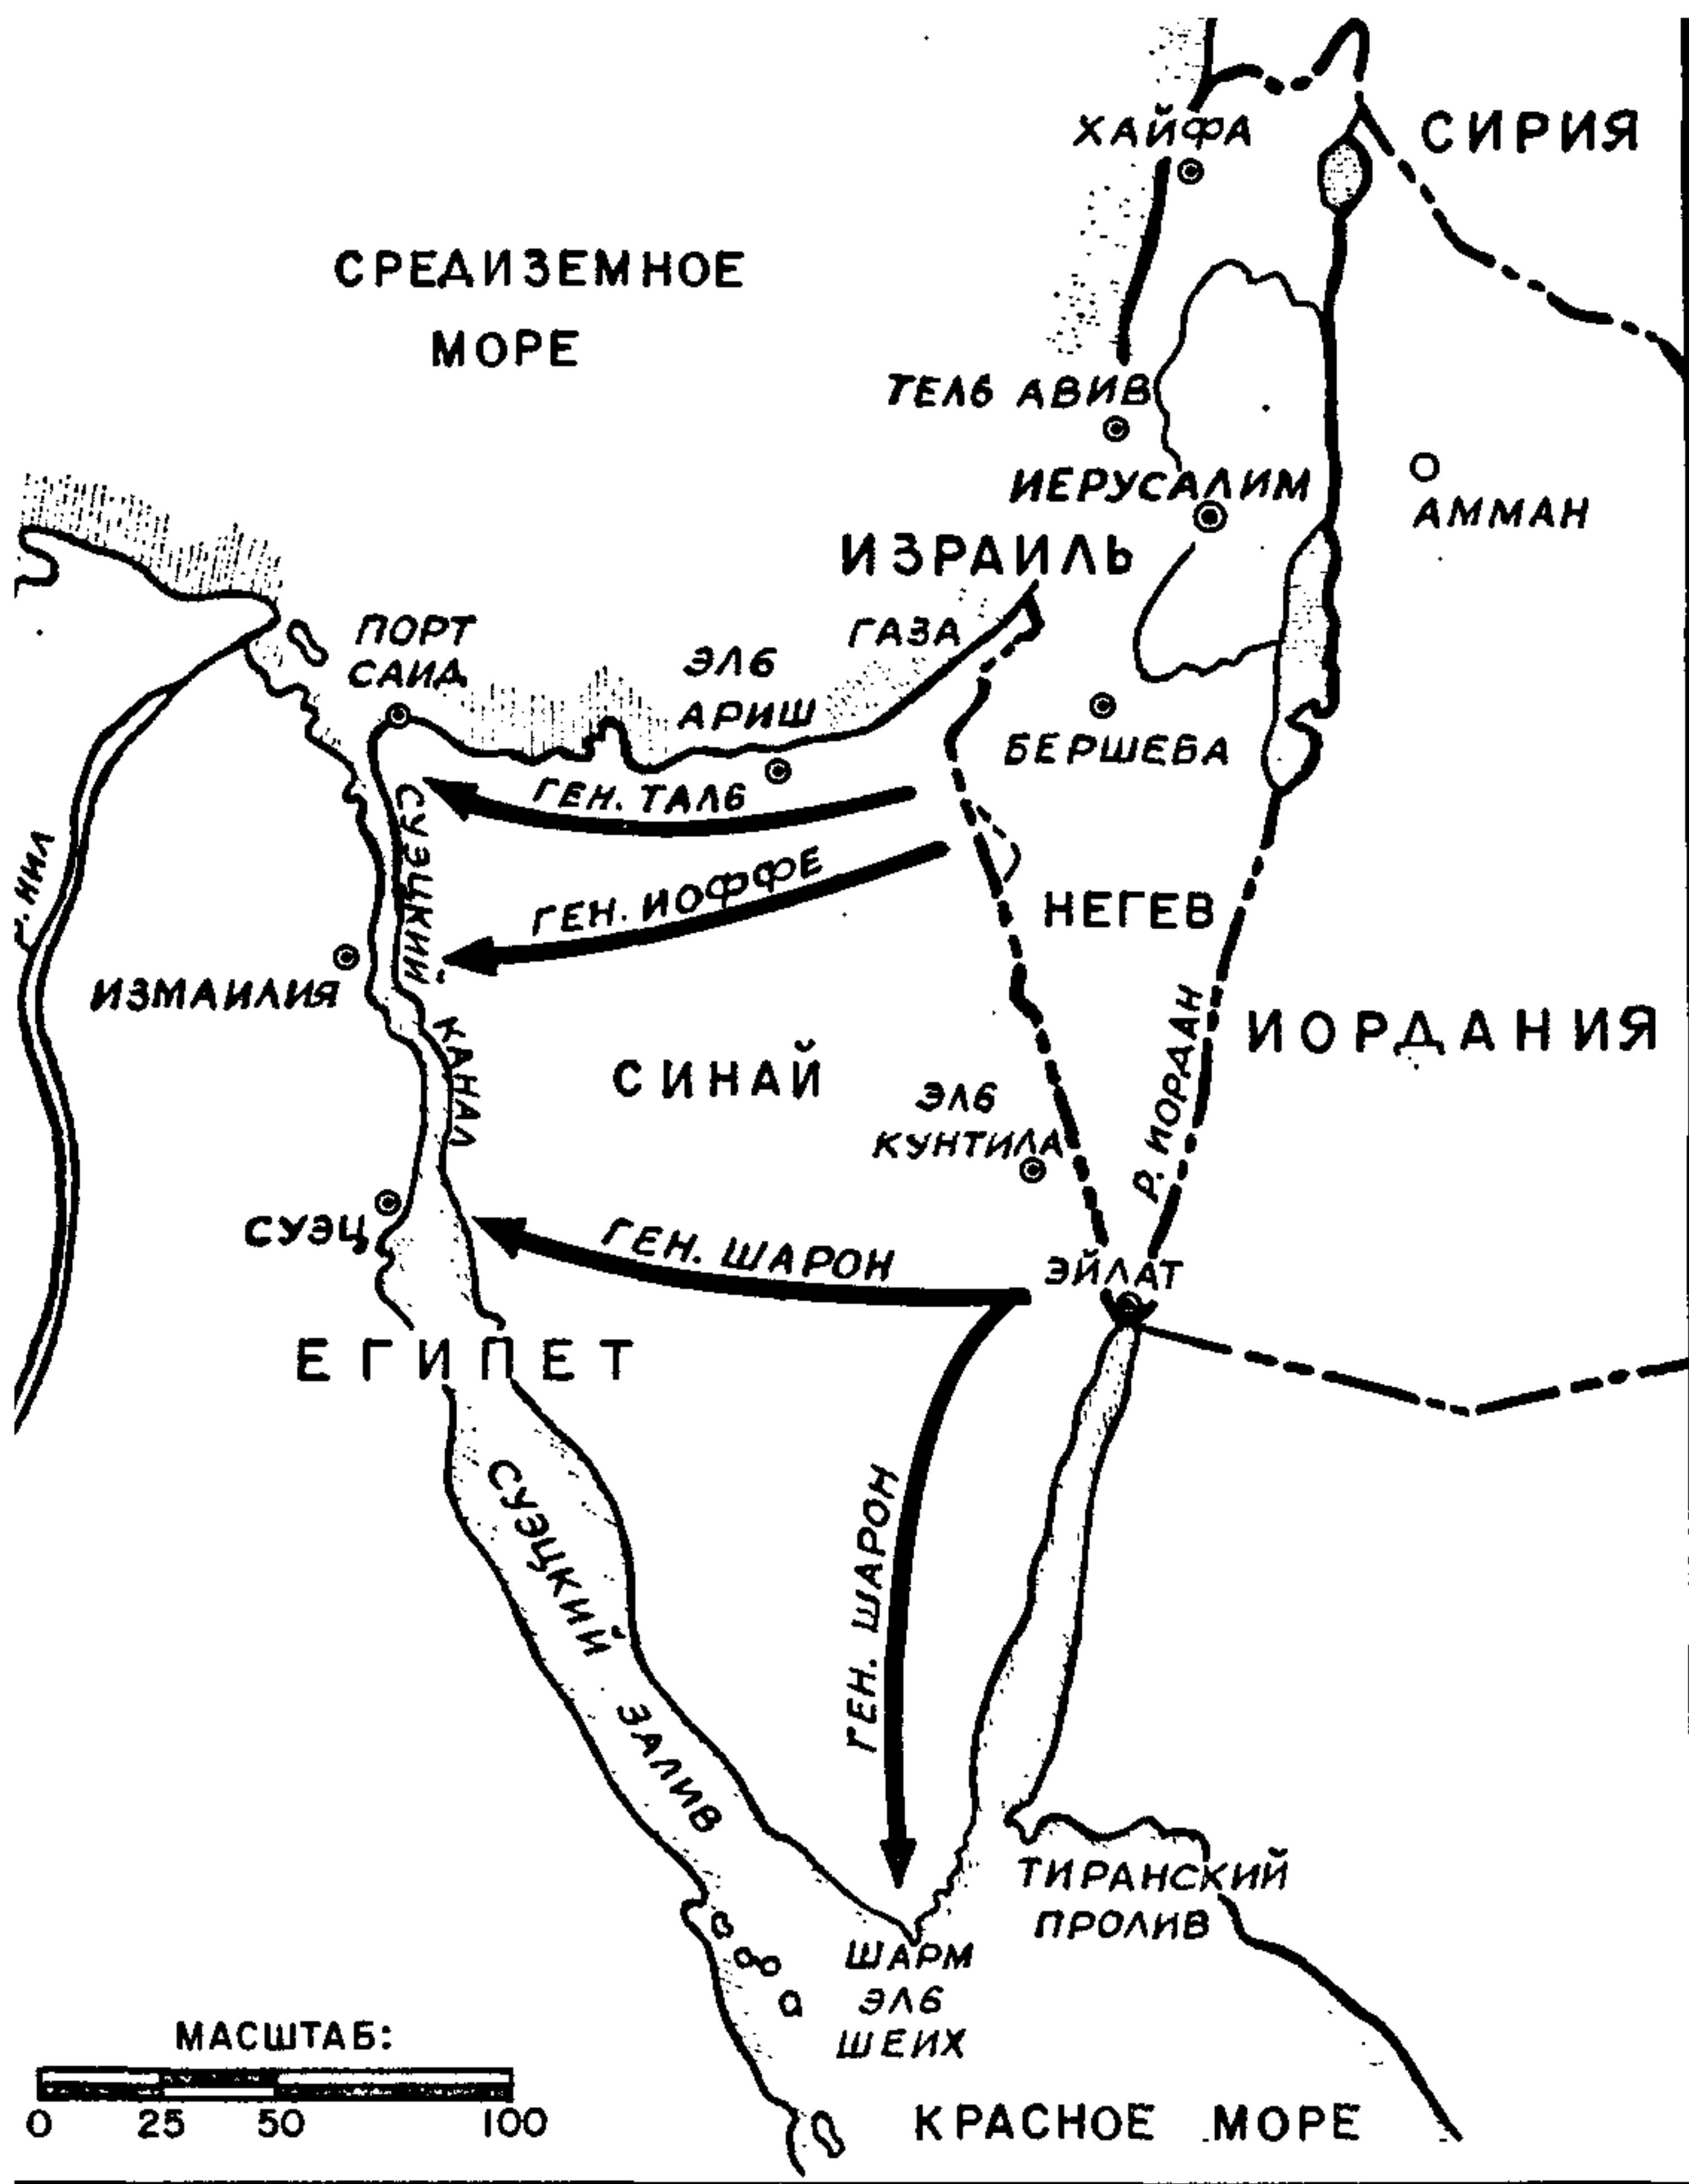 ХАЙФА
СИРИЯ
СРЕДИЗЕМНОЕ
МОРЕ
ТЕЛЬ АВИВ
ИЕРУСАЛИМ
АММАН
ИЗРАИЛЬ
ГАЗА
ПОРТ
САИД
ЭЛЬ
АРИШ
БЕРШЕБА
ГЕН. ТАЛЬ
СУЭЦКИЙ
КАНАЛ
НИЛ
ГЕН. ИОФФЕ
НЕГЕВ
ИЗМАИЛИЯ
ИОРДАНИЯ
СИНАЙ
ЭЛЬ
КУНТИЛА
Р. ИОРДАН
СУЭЦ
ГЕН. ШАРОН
ЭЙЛАТ
ЕГИПЕТ
СУЭЦКИЙ
ЗАЛИВ
ГЕН. ШАРОН
ТИРАНСКИЙ
ПРОЛИВ
ШАРМ
ЭЛЬ
ШЕИХ
МАСШТАБ:
0 25 50 100
КРАСНОЕ МОРЕ